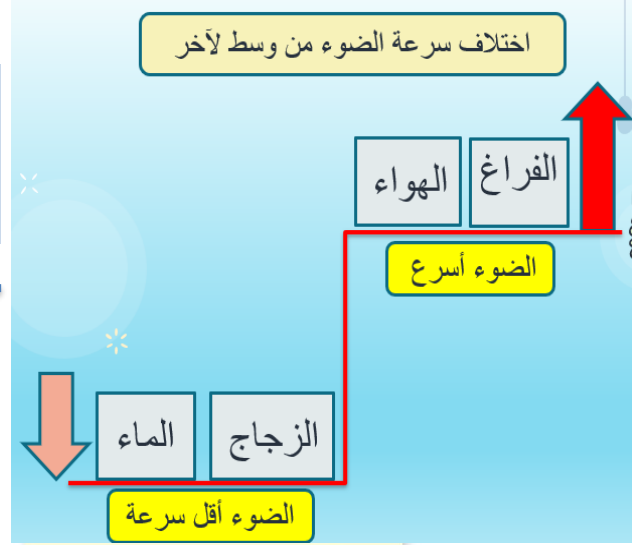 اختلاف سرعة الضوء من وسط لآخر
الفراغ
الهواء
الضوء أسرع
الزجاج
الماء
الضوء أقل سرعة